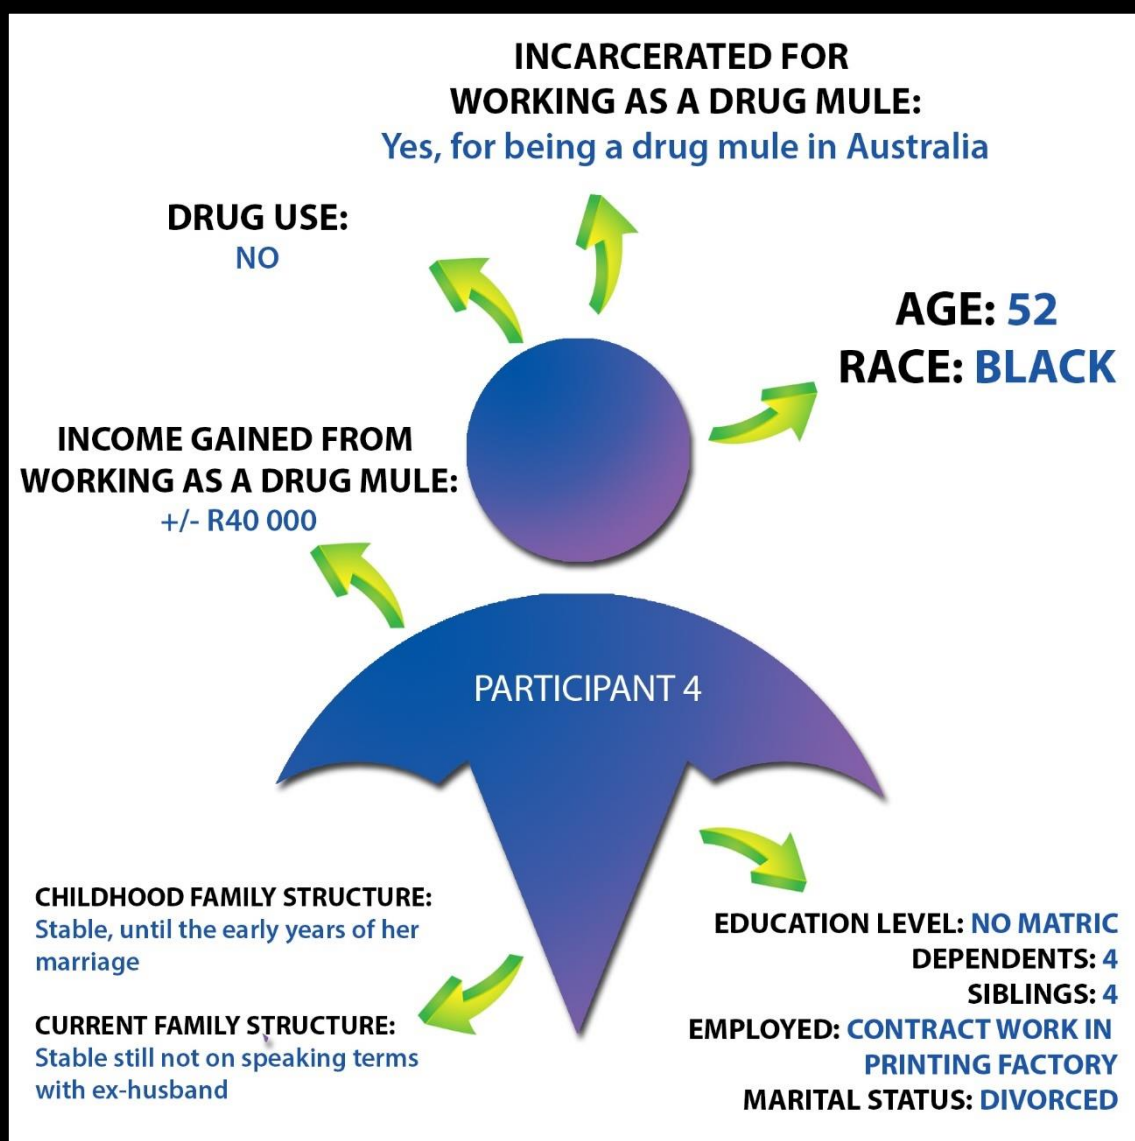 INCARCERATED FOR
WORKING AS A DRUG MULE:
Yes, for being a drug mule in Australia
DRUG USE:
NO
AGE: 52
RACE: BLACK
INCOME GAINED FROM
WORKING AS A DRUG MULE:
+/- R40 000
PARTICIPANT 4
CHILDHOOD FAMILY STRUCTURE:
Stable, until the early years of her
marriage
CURRENT FAMILY STRUCTURE:
Stable still not on speaking terms
with ex-husband
EDUCATION LEVEL: NO MATRIC
DEPENDENTS: 4
SIBLINGS: 4
EMPLOYED: CONTRACT WORK IN
PRINTING FACTORY
MARITAL STATUS: DIVORCED